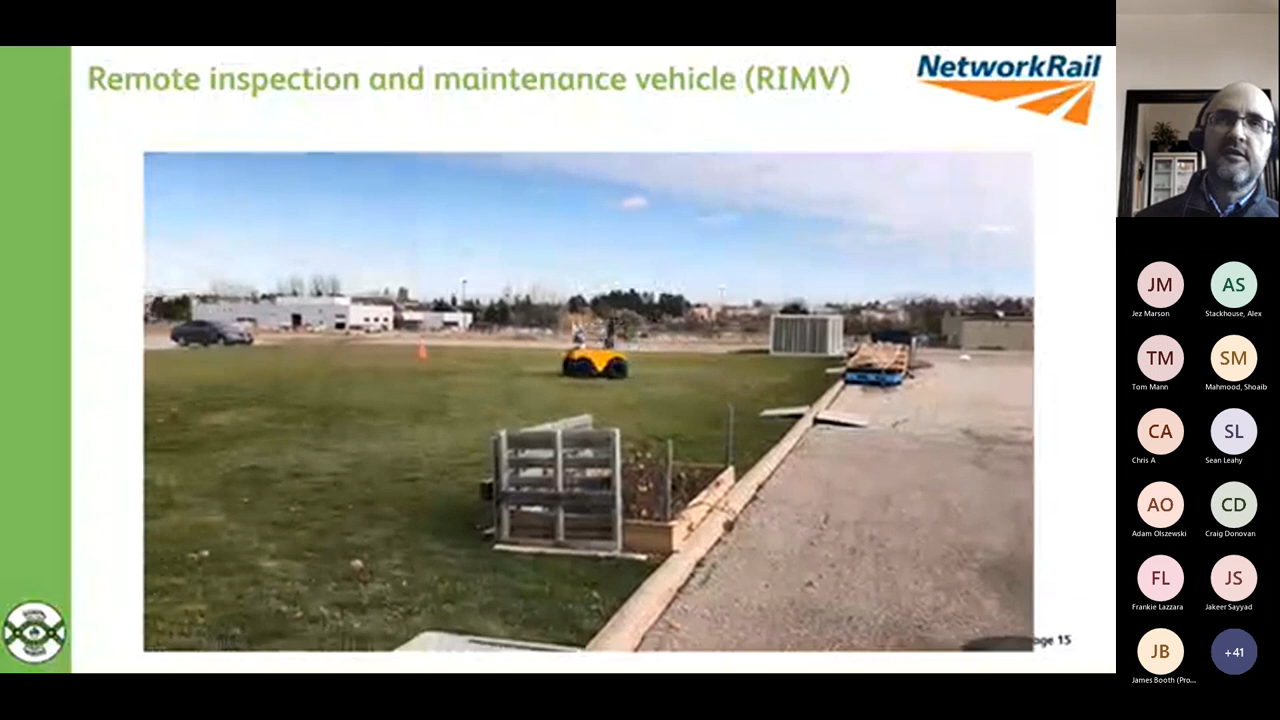 Remote inspection and maintenance vehicle (RIMV)
NetworkRail
age 15
JM
AS
Jez Marson
Stackhouse, Alex
TM
SM
Tom Mann
Mahmood, Shoaib
CA
SL
Chris A
Sean Leahy
AO
CD
Adam Olszewski
Craig Donovan
FL
JS
Frankie Lazzara
Jakeer Sayyad
JB
+41
James Booth (Pro...